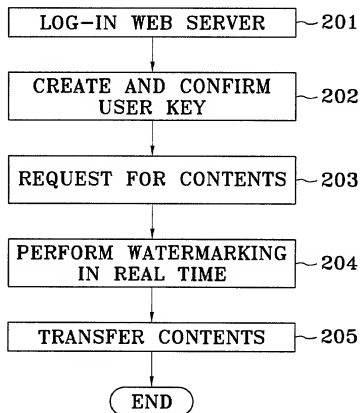 LOG-IN WEB SERVER 201
CREATE AND CONFIRM
USER KEY 202
REQUEST FOR CONTENTS 203
PERFORM WATERMARKING
IN REAL TIME 204
TRANSFER CONTENTS 205
END